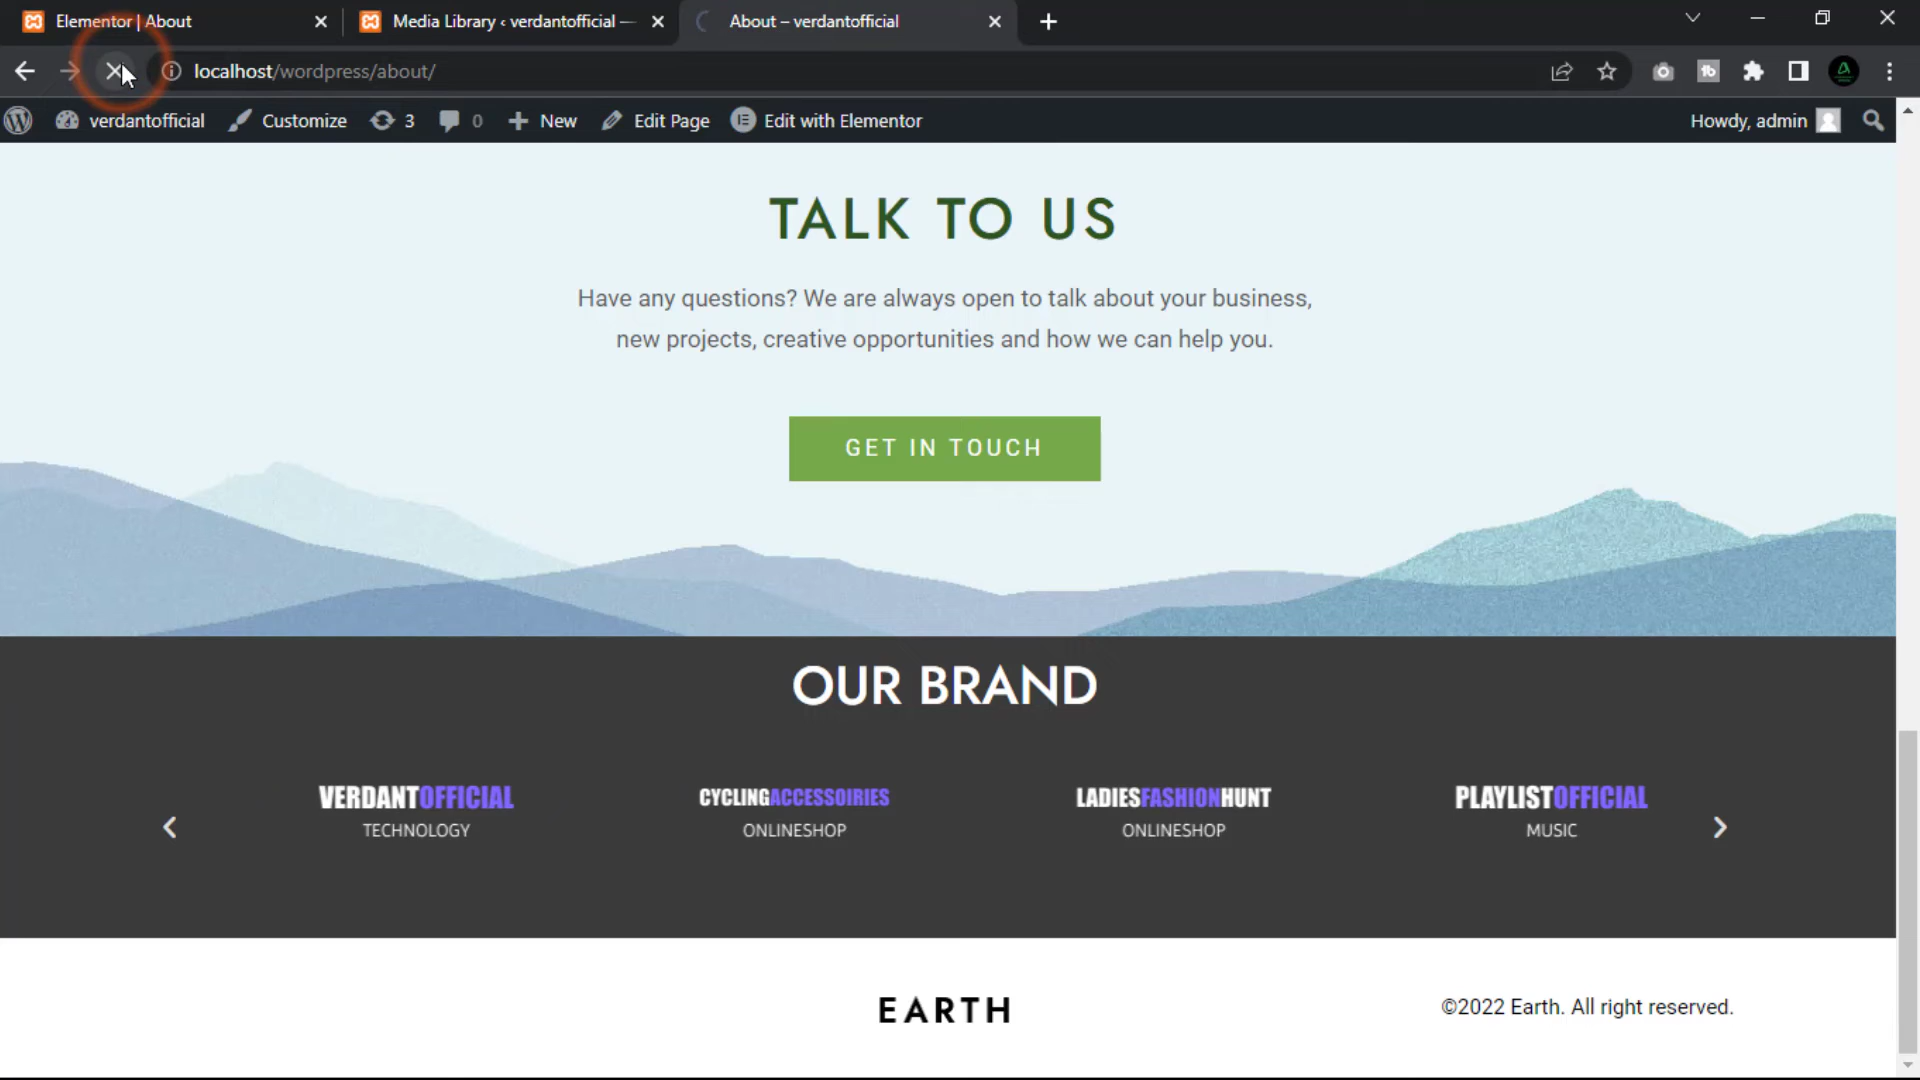 Elementor | About
Media Library ‹ verdantofficial —
About – verdantofficial
localhost/wordpress/about/
verdantofficial
Customize
3
0
New
Edit Page
Edit with Elementor
Howdy, admin
TALK TO US
Have any questions? We are always open to talk about your business,
new projects, creative opportunities and how we can help you.
GET IN TOUCH
OUR BRAND
VERDANTOFFICIAL
TECHNOLOGY
CYCLINGACCESSOIRIES
ONLINESHOP
LADIESFASHIONHUNT
ONLINESHOP
PLAYLISTOFFICIAL
MUSIC
EARTH
©2022 Earth. All right reserved.